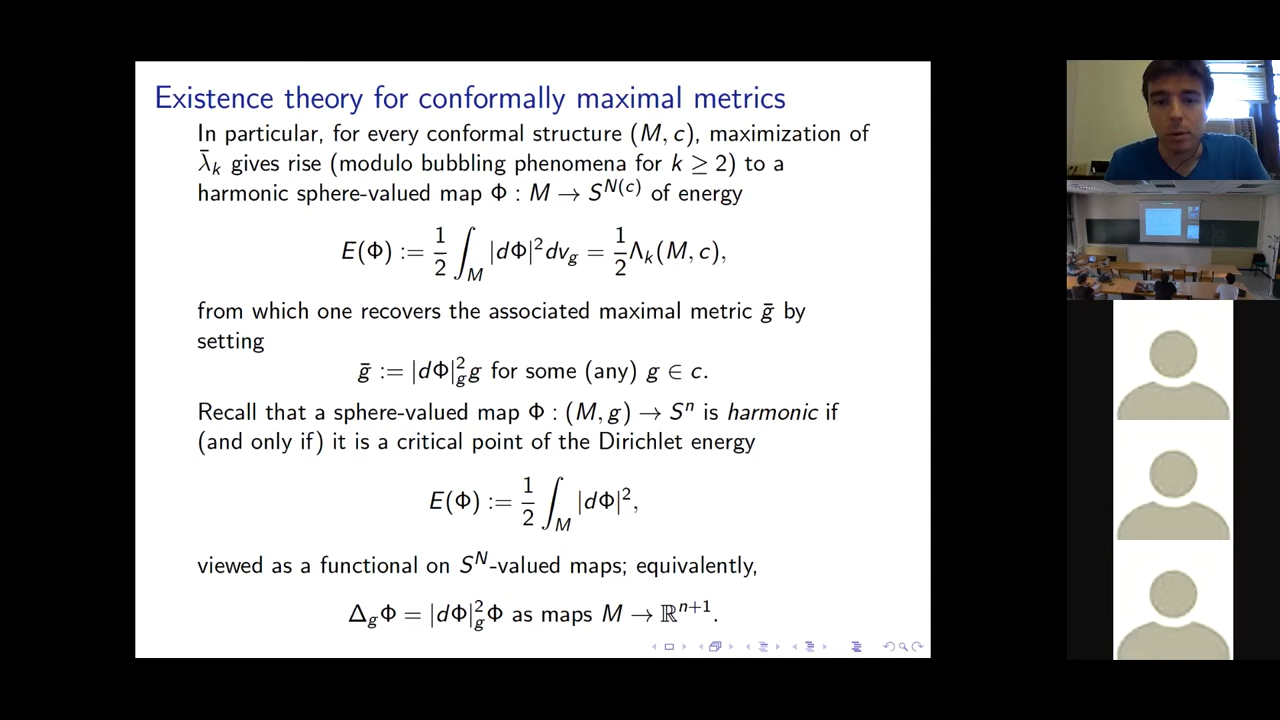 Existence theory for conformally maximal metrics
In particular, for every conformal structure (M, c), maximization of
λ̄ₖ gives rise (modulo bubbling phenomena for k ≥ 2) to a
harmonic sphere-valued map Φ : M → S^{N(c)} of energy
E(Φ) := 1/2 ∫_M |dΦ|² dv_g = 1/2 Λₖ(M, c),
from which one recovers the associated maximal metric ḡ by
setting
ḡ := |dΦ|²_g g for some (any) g ∈ c.
Recall that a sphere-valued map Φ : (M, g) → Sⁿ is harmonic if
(and only if) it is a critical point of the Dirichlet energy
E(Φ) := 1/2 ∫_M |dΦ|²,
viewed as a functional on S^N-valued maps; equivalently,
Δ_g Φ = |dΦ|²_g Φ as maps M → ℝⁿ⁺¹.